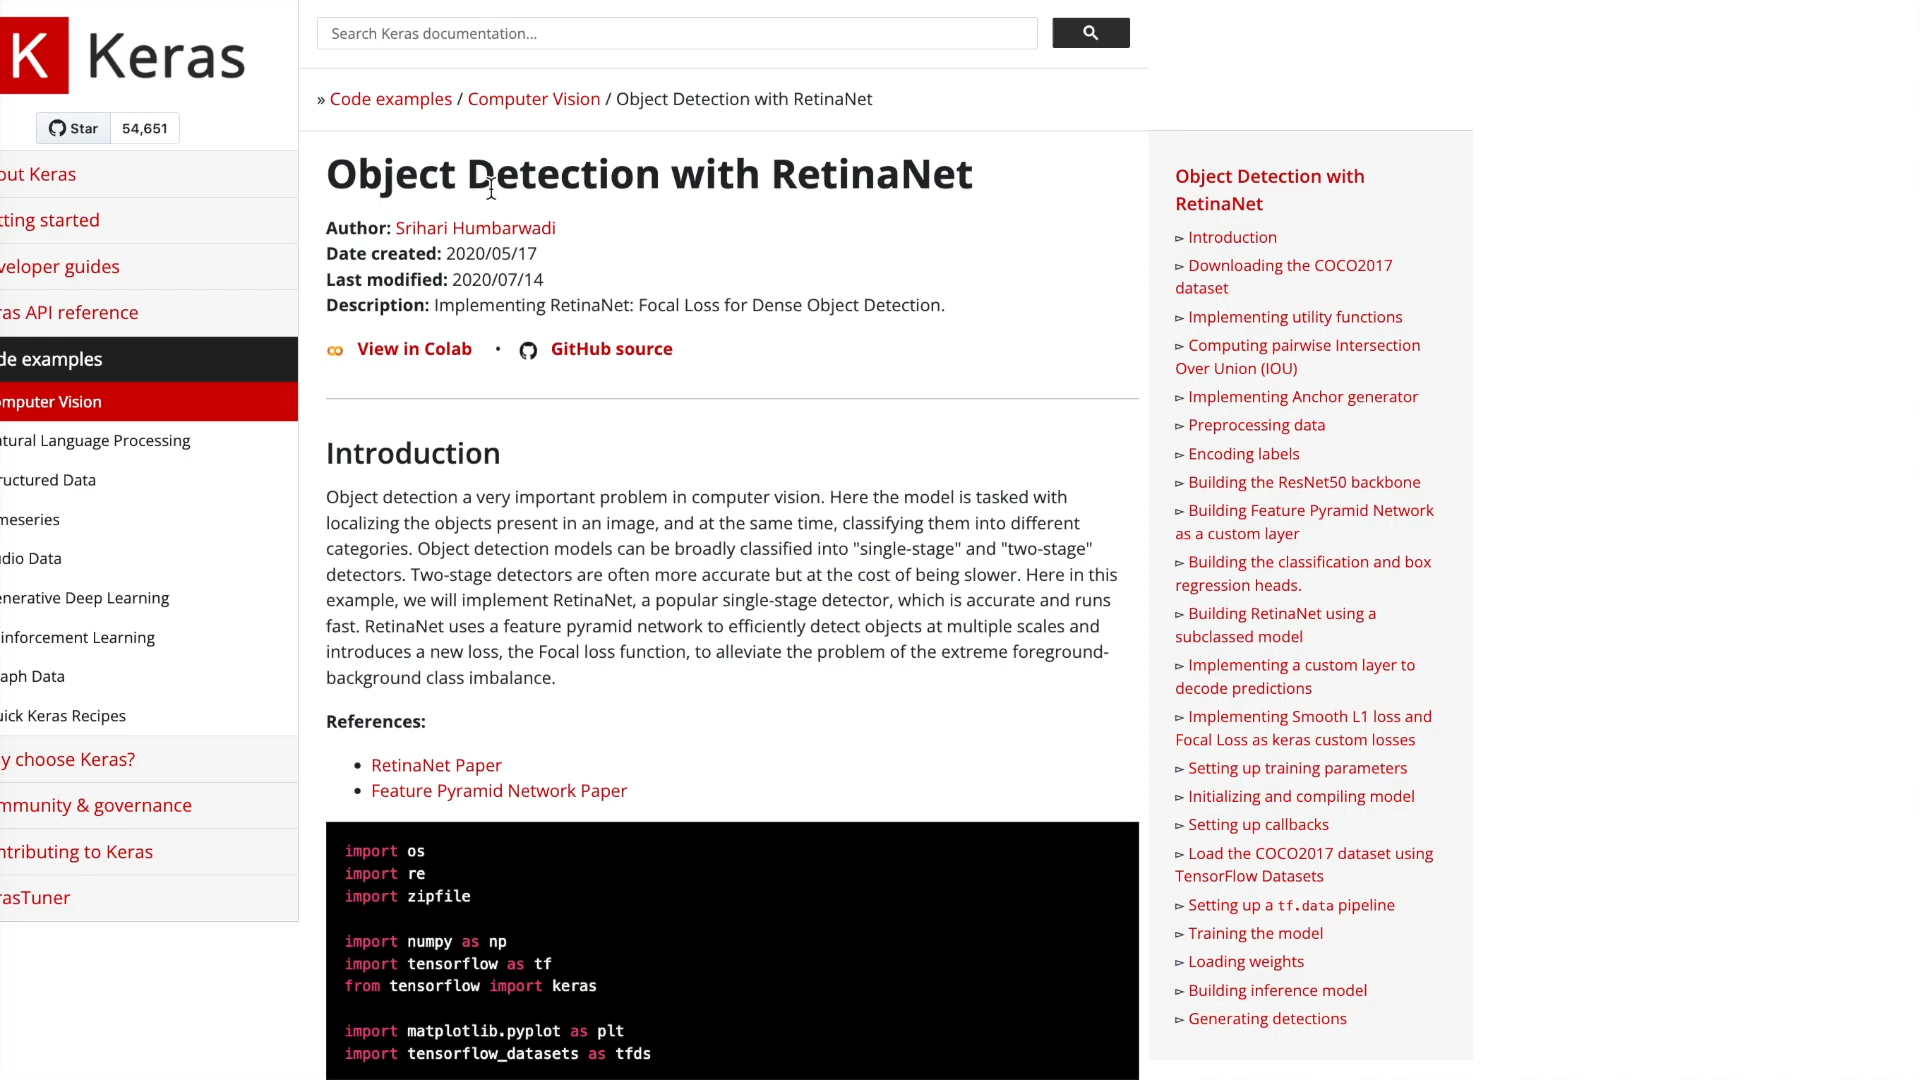 K Keras
Star 54,651
out Keras
tting started
veloper guides
ras API reference
de examples
omputer Vision
atural Language Processing
ructured Data
meseries
udio Data
enerative Deep Learning
inforcement Learning
aph Data
uick Keras Recipes
y choose Keras?
mmunity & governance
ntributing to Keras
rasTuner
Search Keras documentation...
» Code examples / Computer Vision / Object Detection with RetinaNet
Object Detection with RetinaNet
Author: Srihari Humbarwadi
Date created: 2020/05/17
Last modified: 2020/07/14
Description: Implementing RetinaNet: Focal Loss for Dense Object Detection.
View in Colab • GitHub source
Introduction
Object detection a very important problem in computer vision. Here the model is tasked with
localizing the objects present in an image, and at the same time, classifying them into different
categories. Object detection models can be broadly classified into "single-stage" and "two-stage"
detectors. Two-stage detectors are often more accurate but at the cost of being slower. Here in this
example, we will implement RetinaNet, a popular single-stage detector, which is accurate and runs
fast. RetinaNet uses a feature pyramid network to efficiently detect objects at multiple scales and
introduces a new loss, the Focal loss function, to alleviate the problem of the extreme foreground-
background class imbalance.
References:
• RetinaNet Paper
• Feature Pyramid Network Paper
import os
import re
import zipfile
import numpy as np
import tensorflow as tf
from tensorflow import keras
import matplotlib.pyplot as plt
import tensorflow_datasets as tfds
Object Detection with
RetinaNet
▻ Introduction
▻ Downloading the COCO2017
dataset
▻ Implementing utility functions
▻ Computing pairwise Intersection
Over Union (IOU)
▻ Implementing Anchor generator
▻ Preprocessing data
▻ Encoding labels
▻ Building the ResNet50 backbone
▻ Building Feature Pyramid Network
as a custom layer
▻ Building the classification and box
regression heads.
▻ Building RetinaNet using a
subclassed model
▻ Implementing a custom layer to
decode predictions
▻ Implementing Smooth L1 loss and
Focal Loss as keras custom losses
▻ Setting up training parameters
▻ Initializing and compiling model
▻ Setting up callbacks
▻ Load the COCO2017 dataset using
TensorFlow Datasets
▻ Setting up a tf.data pipeline
▻ Training the model
▻ Loading weights
▻ Building inference model
▻ Generating detections